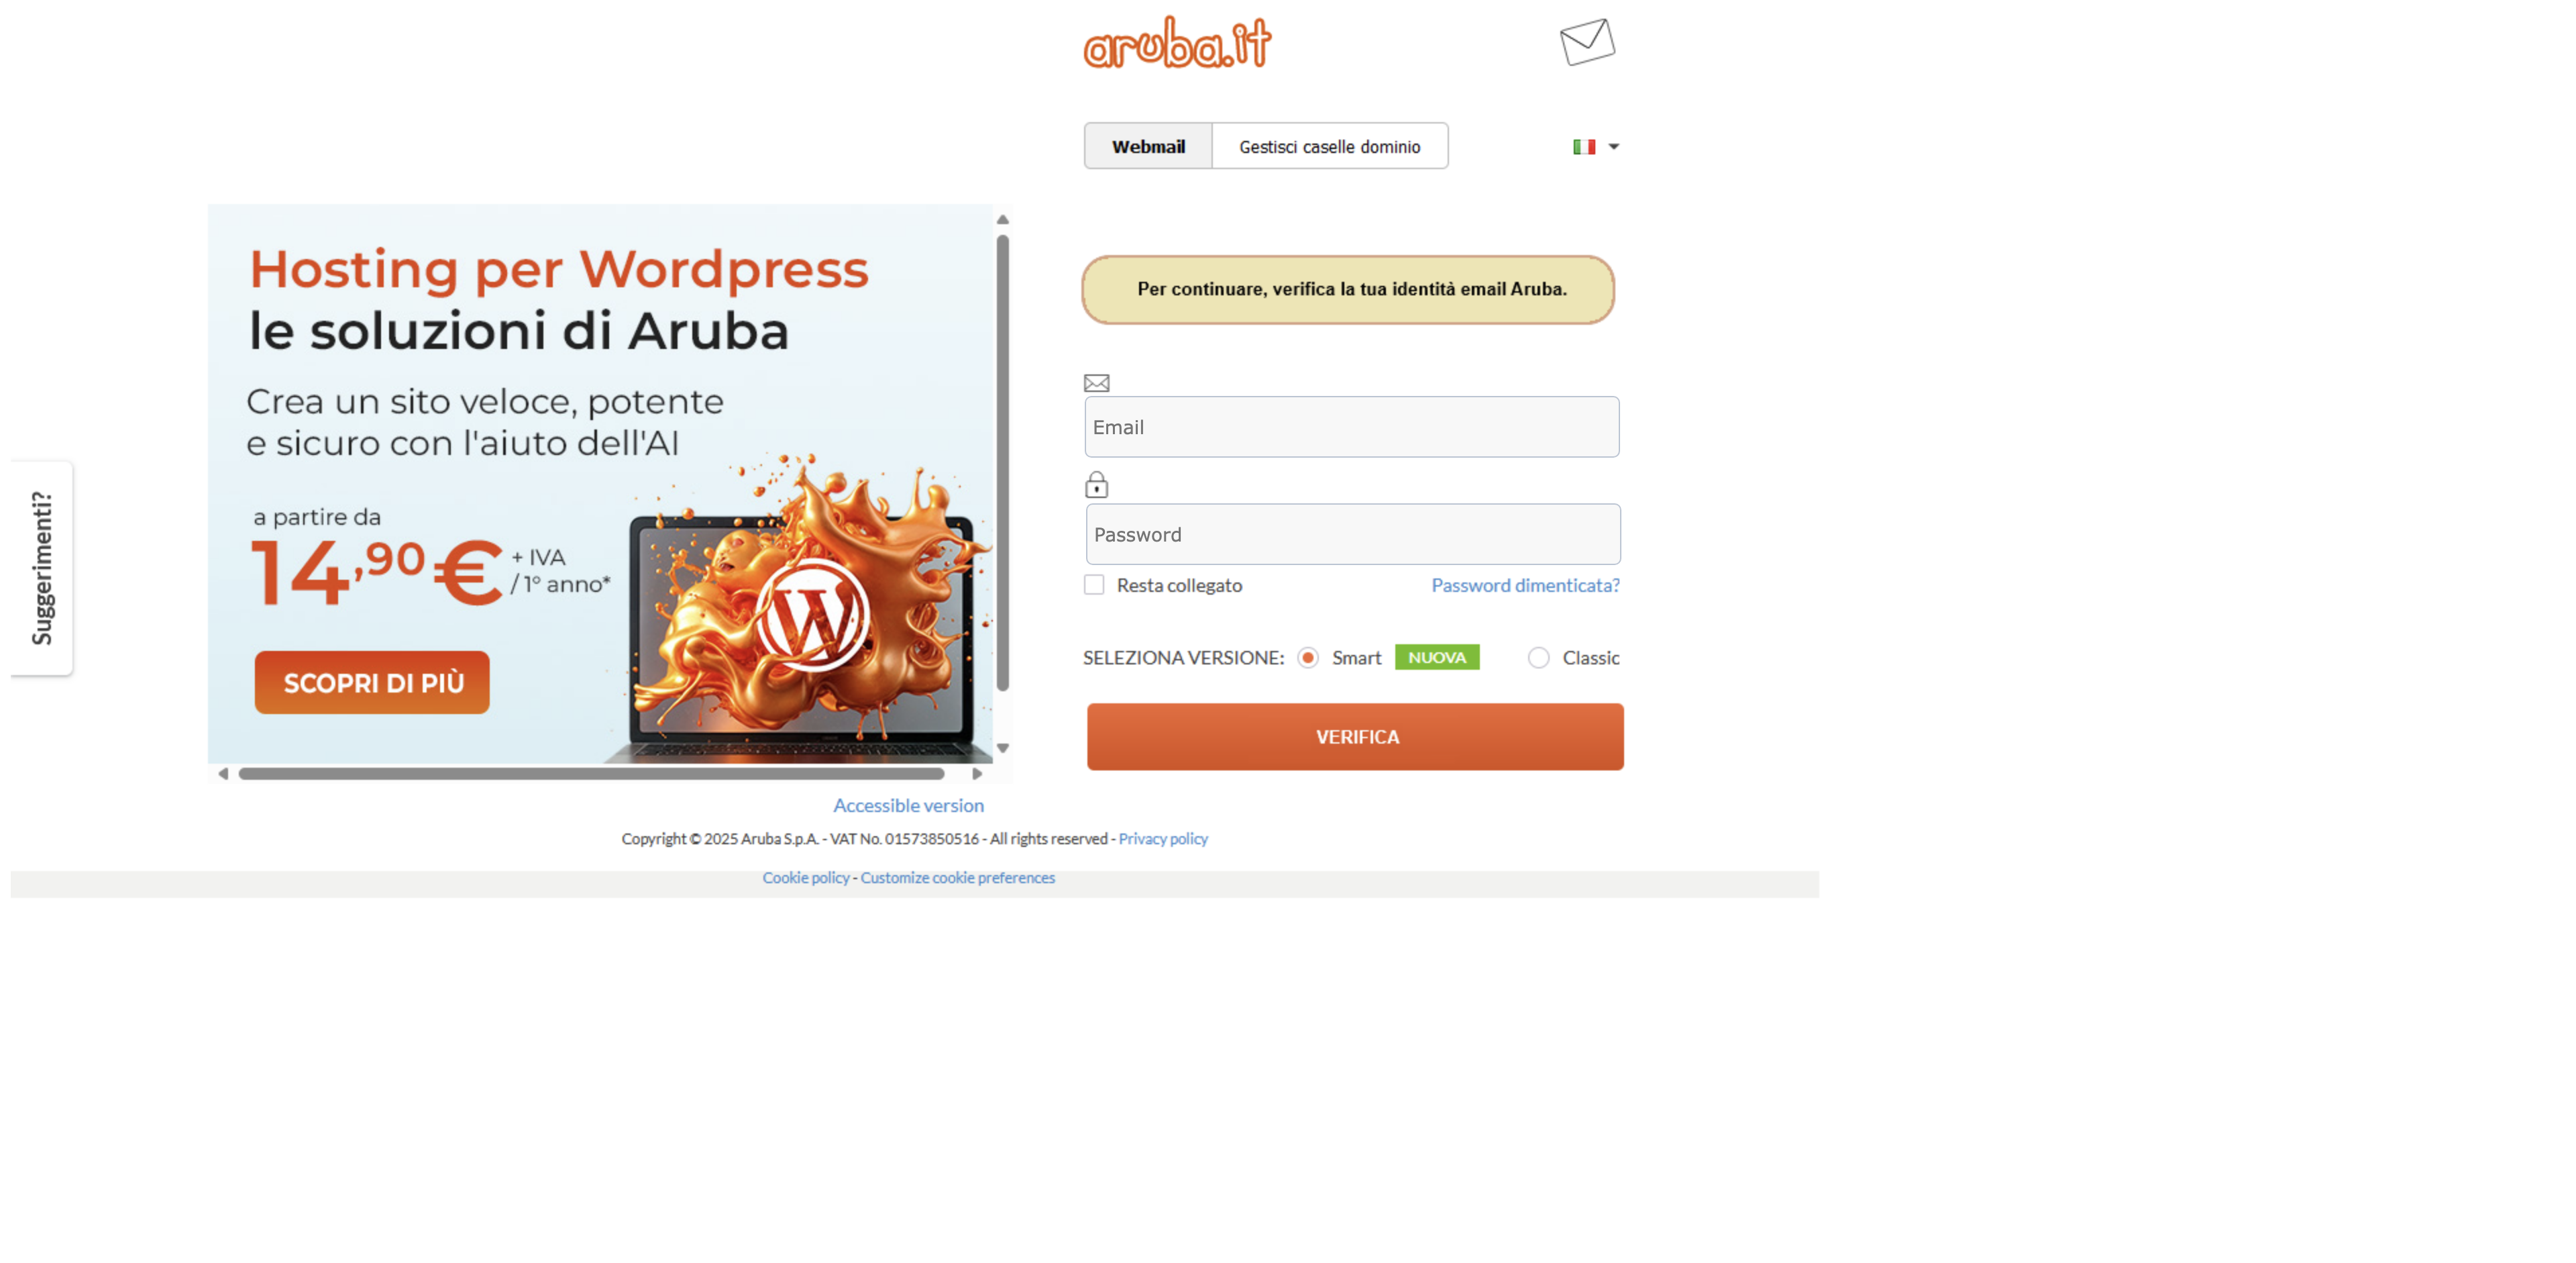 aruba.it
Webmail
Gestisci caselle dominio
Hosting per Wordpress
le soluzioni di Aruba
Crea un sito veloce, potente
e sicuro con l'aiuto dell'AI
a partire da
14,90 € + IVA
/ 1° anno*
SCOPRI DI PIÙ
Suggerimenti?
Per continuare, verifica la tua identità email Aruba.
Email
Password
Resta collegato
Password dimenticata?
SELEZIONA VERSIONE: Smart NUOVA Classic
VERIFICA
Accessible version
Copyright © 2025 Aruba S.p.A. - VAT No. 01573850516 - All rights reserved - Privacy policy
Cookie policy - Customize cookie preferences